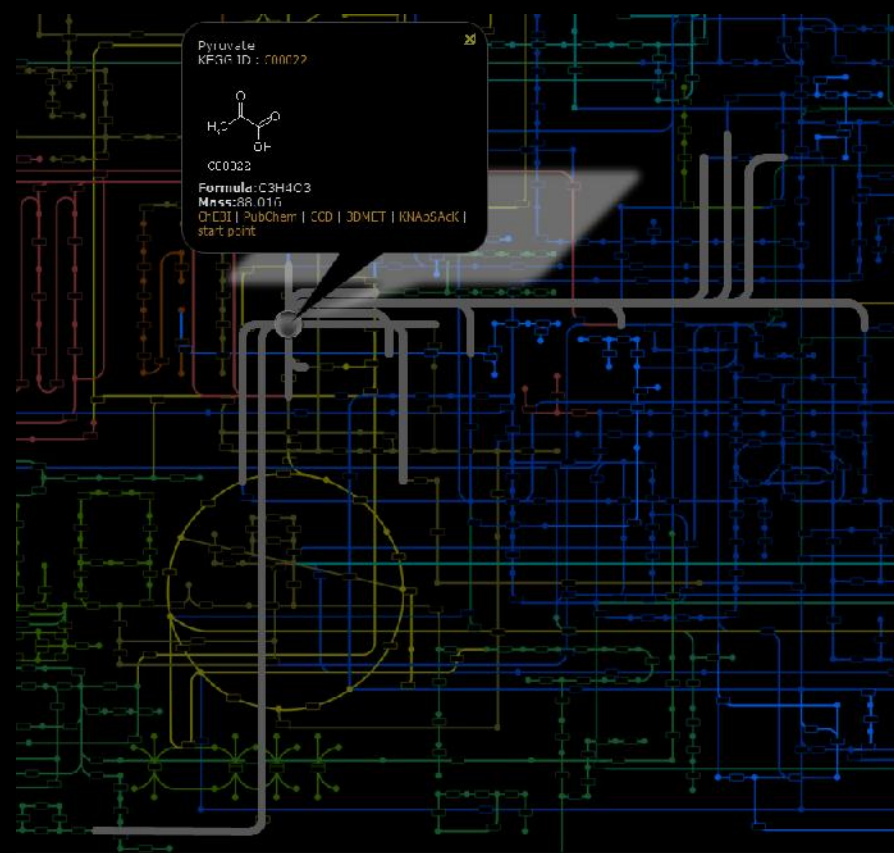 Pyruvate
KEGG ID : C00022
O
H₃C
O
OH
C00022
Formula:C3H4O3
Mass:88.016
ChEBI | PubChem | CCD | 3DMET | KNApSAcK |
start point